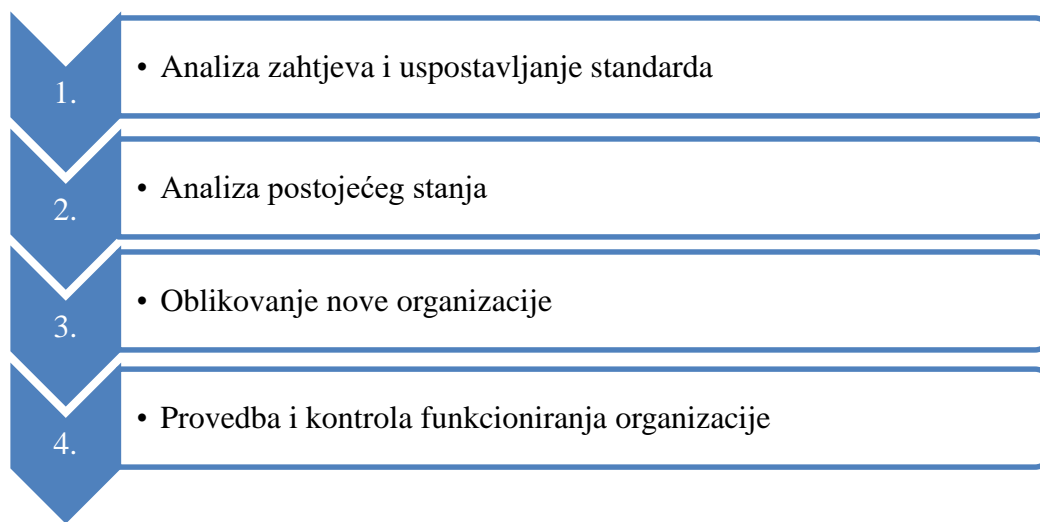 1.
• Analiza zahtjeva i uspostavljanje standarda
2.
• Analiza postojećeg stanja
3.
• Oblikovanje nove organizacije
4.
• Provedba i kontrola funkcioniranja organizacije